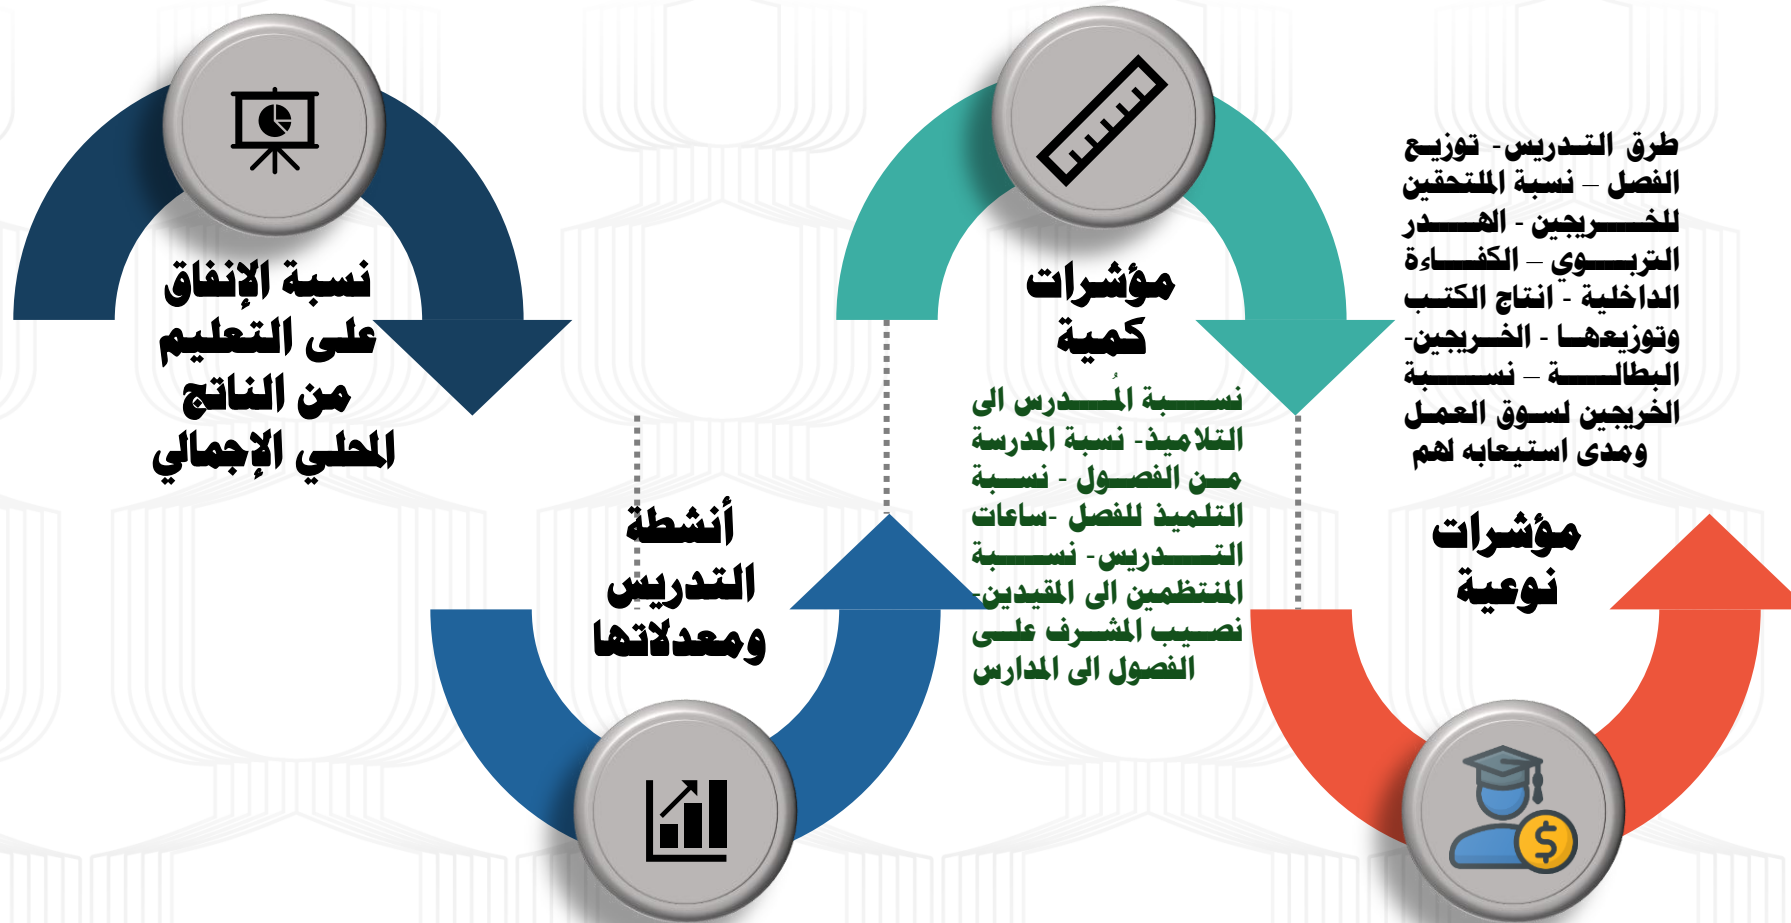 نسبة الإنفاق
على التعليم
من الناتج
المحلي الإجمالي
أنشطة
التدريس
ومعدلاتها
مؤشرات
كمية
نسبة المُدرس الى
التلاميذ- نسبة المدرسة
من الفصول - نسبة
التلميذ للفصل -ساعات
التدريس- نسبة
المنتظمين الى المقيدين-
نصيب المشرف على
الفصول الى المدارس
طرق التدريس- توزيع
الفصل – نسبة الملتحقين
للخريجين - الهدر
التربوي – الكفاءة
الداخلية - انتاج الكتب
وتوزيعها - الخريجين-
البطالة – نسبة
الخريجين لسوق العمل
ومدى استيعابه لهم
مؤشرات
نوعية